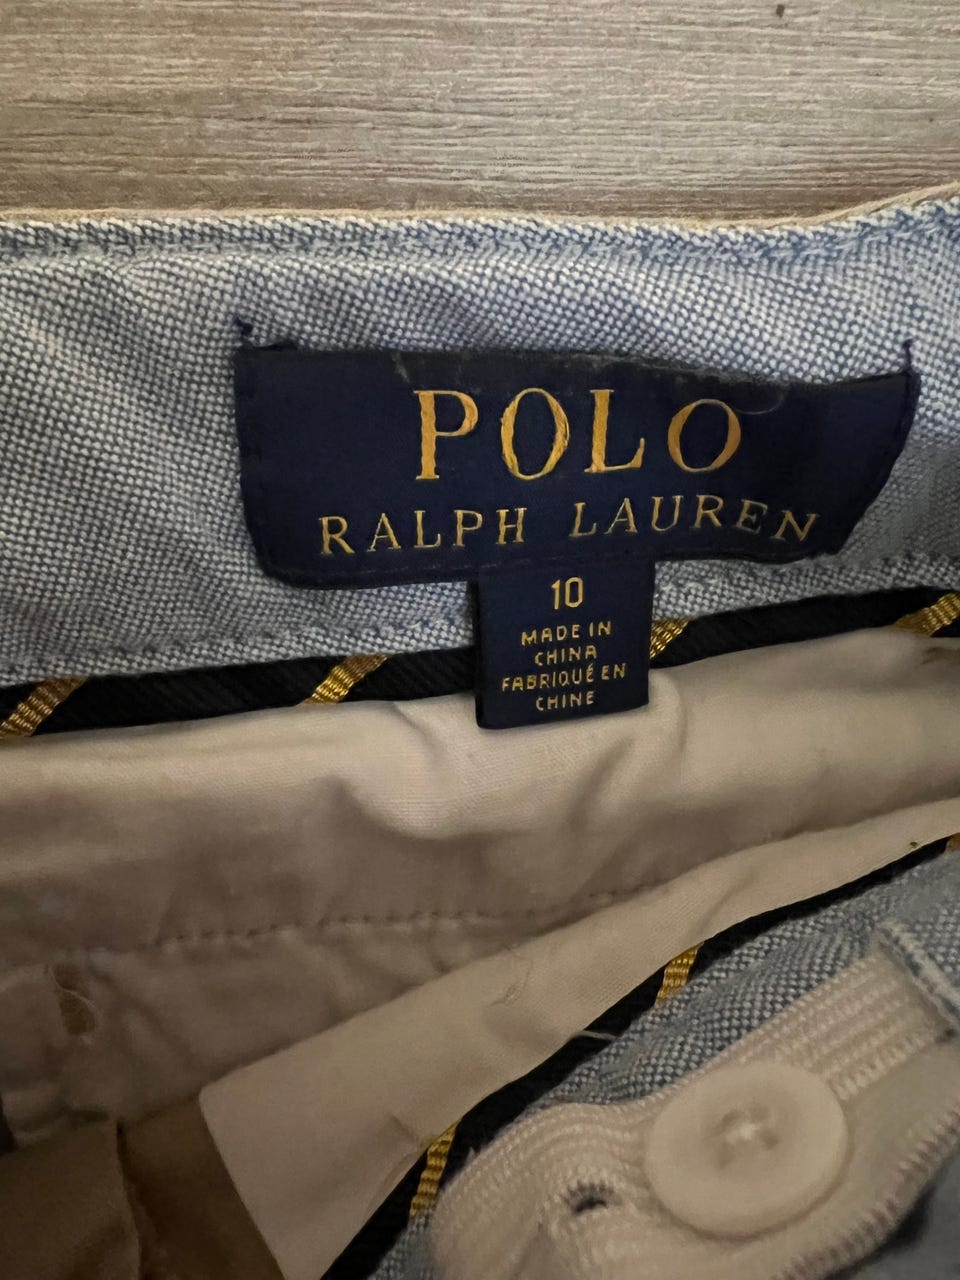 POLO
RALPH LAUREN
10
MADE IN
CHINA
FABRIQUÉ EN
CHINE